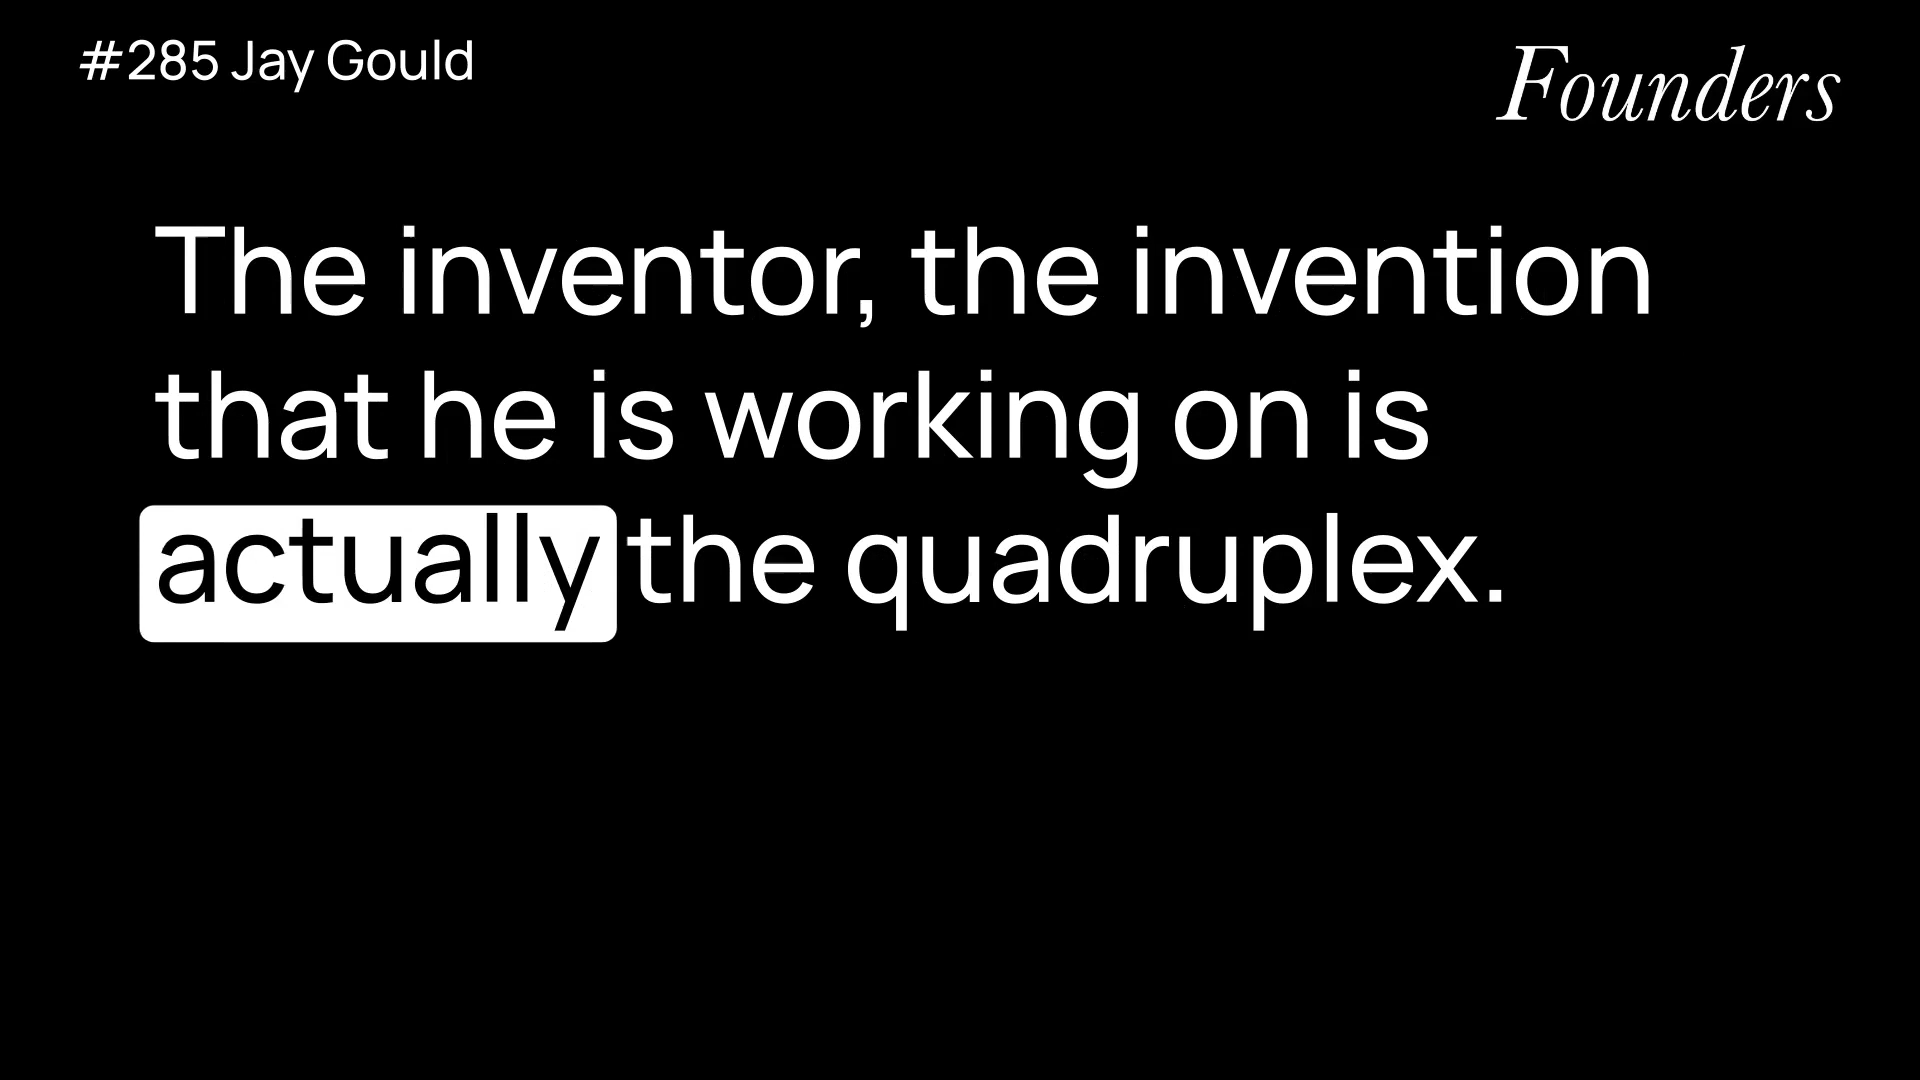 #285 Jay Gould
Founders
The inventor, the invention
that he is working on is
actually the quadruplex.